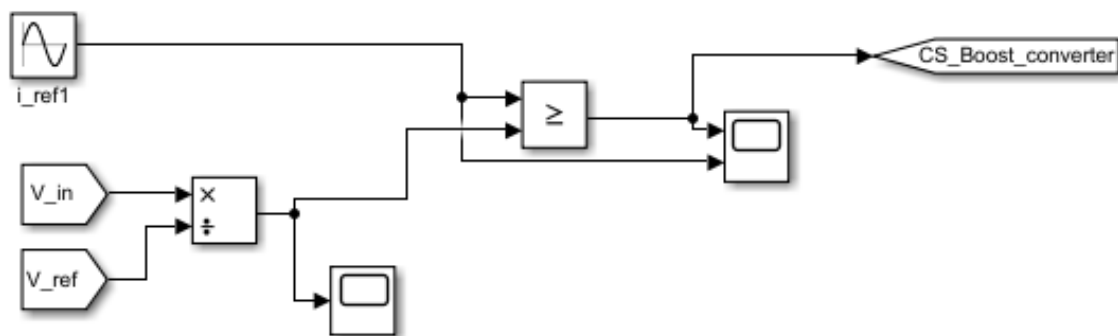 i_ref1
CS_Boost_converter
≥
V_in
×
÷
V_ref